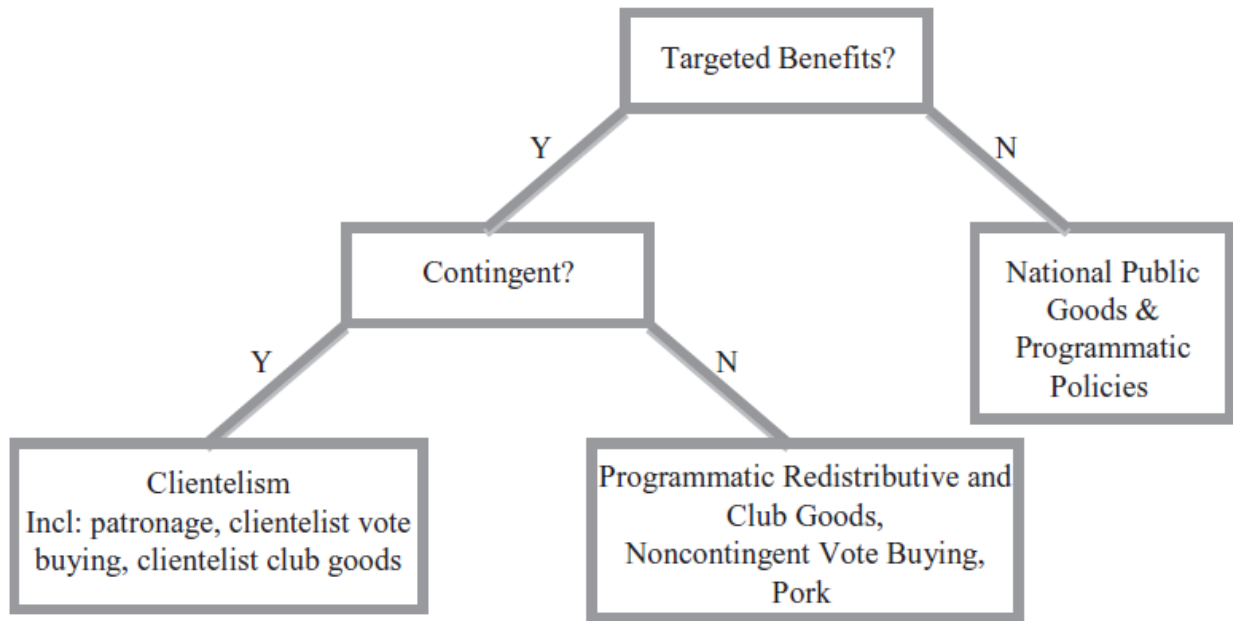 Targeted Benefits?
Y
N
Contingent?
National Public
Goods &
Programmatic
Policies
Y
N
Clientelism
Incl: patronage, clientelist vote
buying, clientelist club goods
Programmatic Redistributive and
Club Goods,
Noncontingent Vote Buying,
Pork